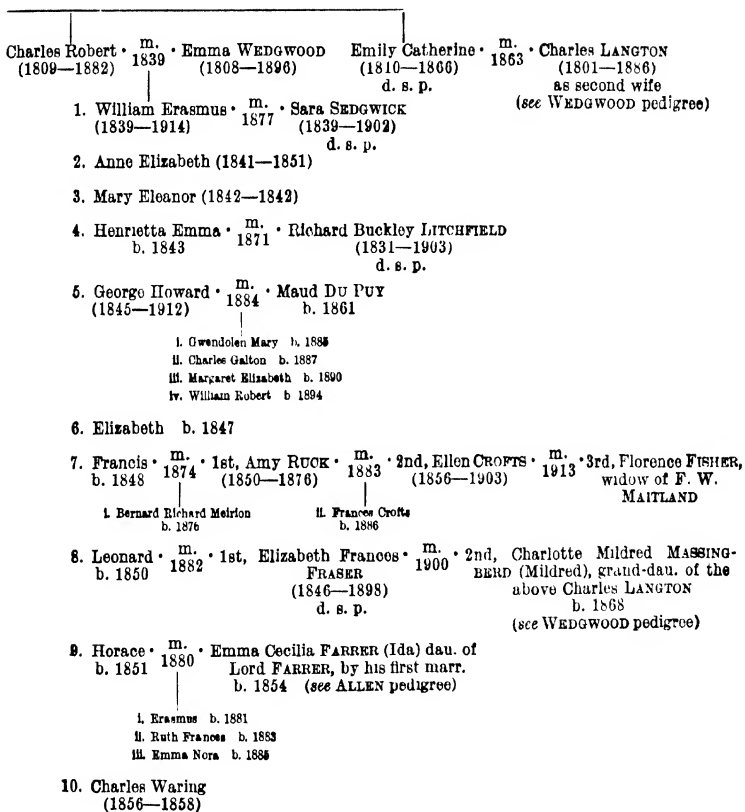 Charles Robert · m. 1839 · Emma WEDGWOOD Emily Catherine · m. 1863 · Charles LANGTON
(1809—1882) (1808—1896) (1810—1866) (1801—1886)
d. s. p. as second wife
(see WEDGWOOD pedigree)
1. William Erasmus · m. 1877 · Sara SEDGWICK
(1839—1914) (1839—1902)
d. s. p.
2. Anne Elizabeth (1841—1851)
3. Mary Eleanor (1842—1842)
4. Henrietta Emma · m. 1871 · Richard Buckley LITCHFIELD
b. 1843 (1831—1903)
d. s. p.
5. George Howard · m. 1884 · Maud DU PUY
(1845—1912) b. 1861
i. Gwendolen Mary b. 1885
ii. Charles Galton b. 1887
iii. Margaret Elizabeth b. 1890
iv. William Robert b 1894
6. Elizabeth b. 1847
7. Francis · m. 1874 · 1st, Amy RUCK · m. 1883 · 2nd, Ellen CROFTS · m. 1913 · 3rd, Florence FISHER,
b. 1848 (1850—1876) (1856—1903) widow of F. W.
MAITLAND
i. Bernard Richard Meirion ii. Frances Crofts
b. 1876 b. 1886
8. Leonard · m. 1882 · 1st, Elizabeth Frances · m. 1900 · 2nd, Charlotte Mildred MASSING-
b. 1850 FRASER BERD (Mildred), grand-dau. of the
(1846—1898) above Charles LANGTON
d. s. p. b. 1868
(see WEDGWOOD pedigree)
9. Horace · m. 1880 · Emma Cecilia FARRER (Ida) dau. of
b. 1851 Lord FARRER, by his first marr.
b. 1854 (see ALLEN pedigree)
i. Erasmus b. 1881
ii. Ruth Frances b. 1883
iii. Emma Nora b. 1885
10. Charles Waring
(1856—1858)